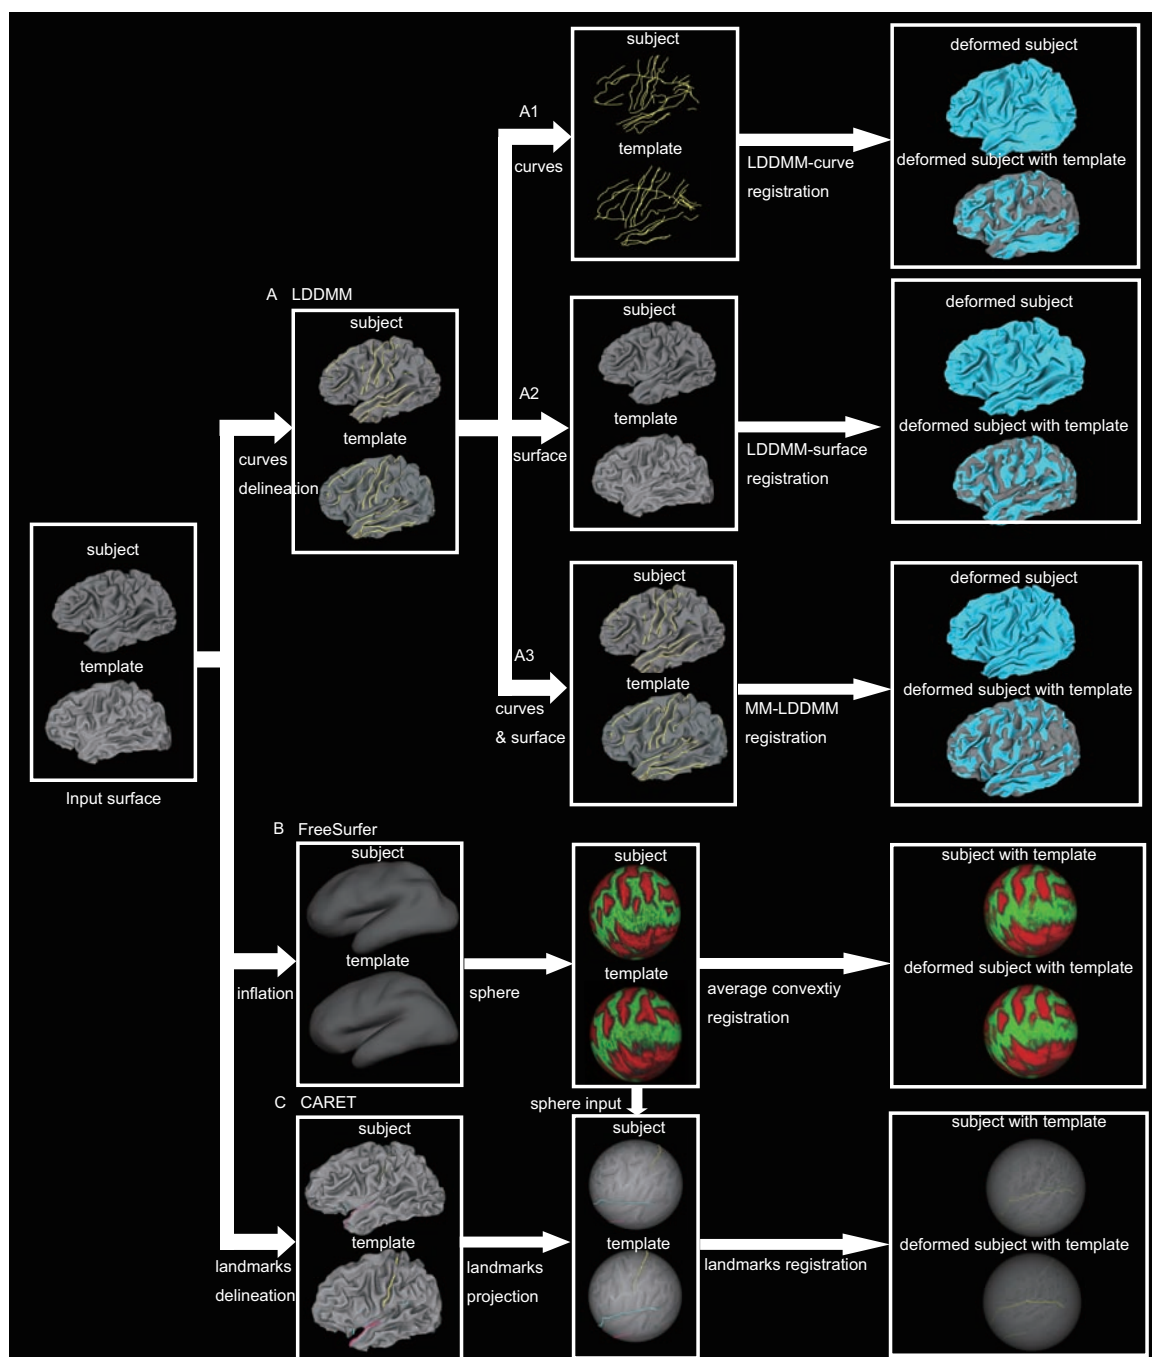 subject
template
Input surface
curves
delineation
A LDDMM
subject
template
A1
curves
subject
template
LDDMM-curve
registration
deformed subject
deformed subject with template
A2
surface
subject
template
LDDMM-surface
registration
deformed subject
deformed subject with template
A3
curves
& surface
subject
template
MM-LDDMM
registration
deformed subject
deformed subject with template
B FreeSurfer
inflation
subject
template
sphere
subject
template
average convextiy
registration
subject with template
deformed subject with template
sphere input
C CARET
landmarks
delineation
subject
template
landmarks
projection
subject
template
landmarks registration
subject with template
deformed subject with template